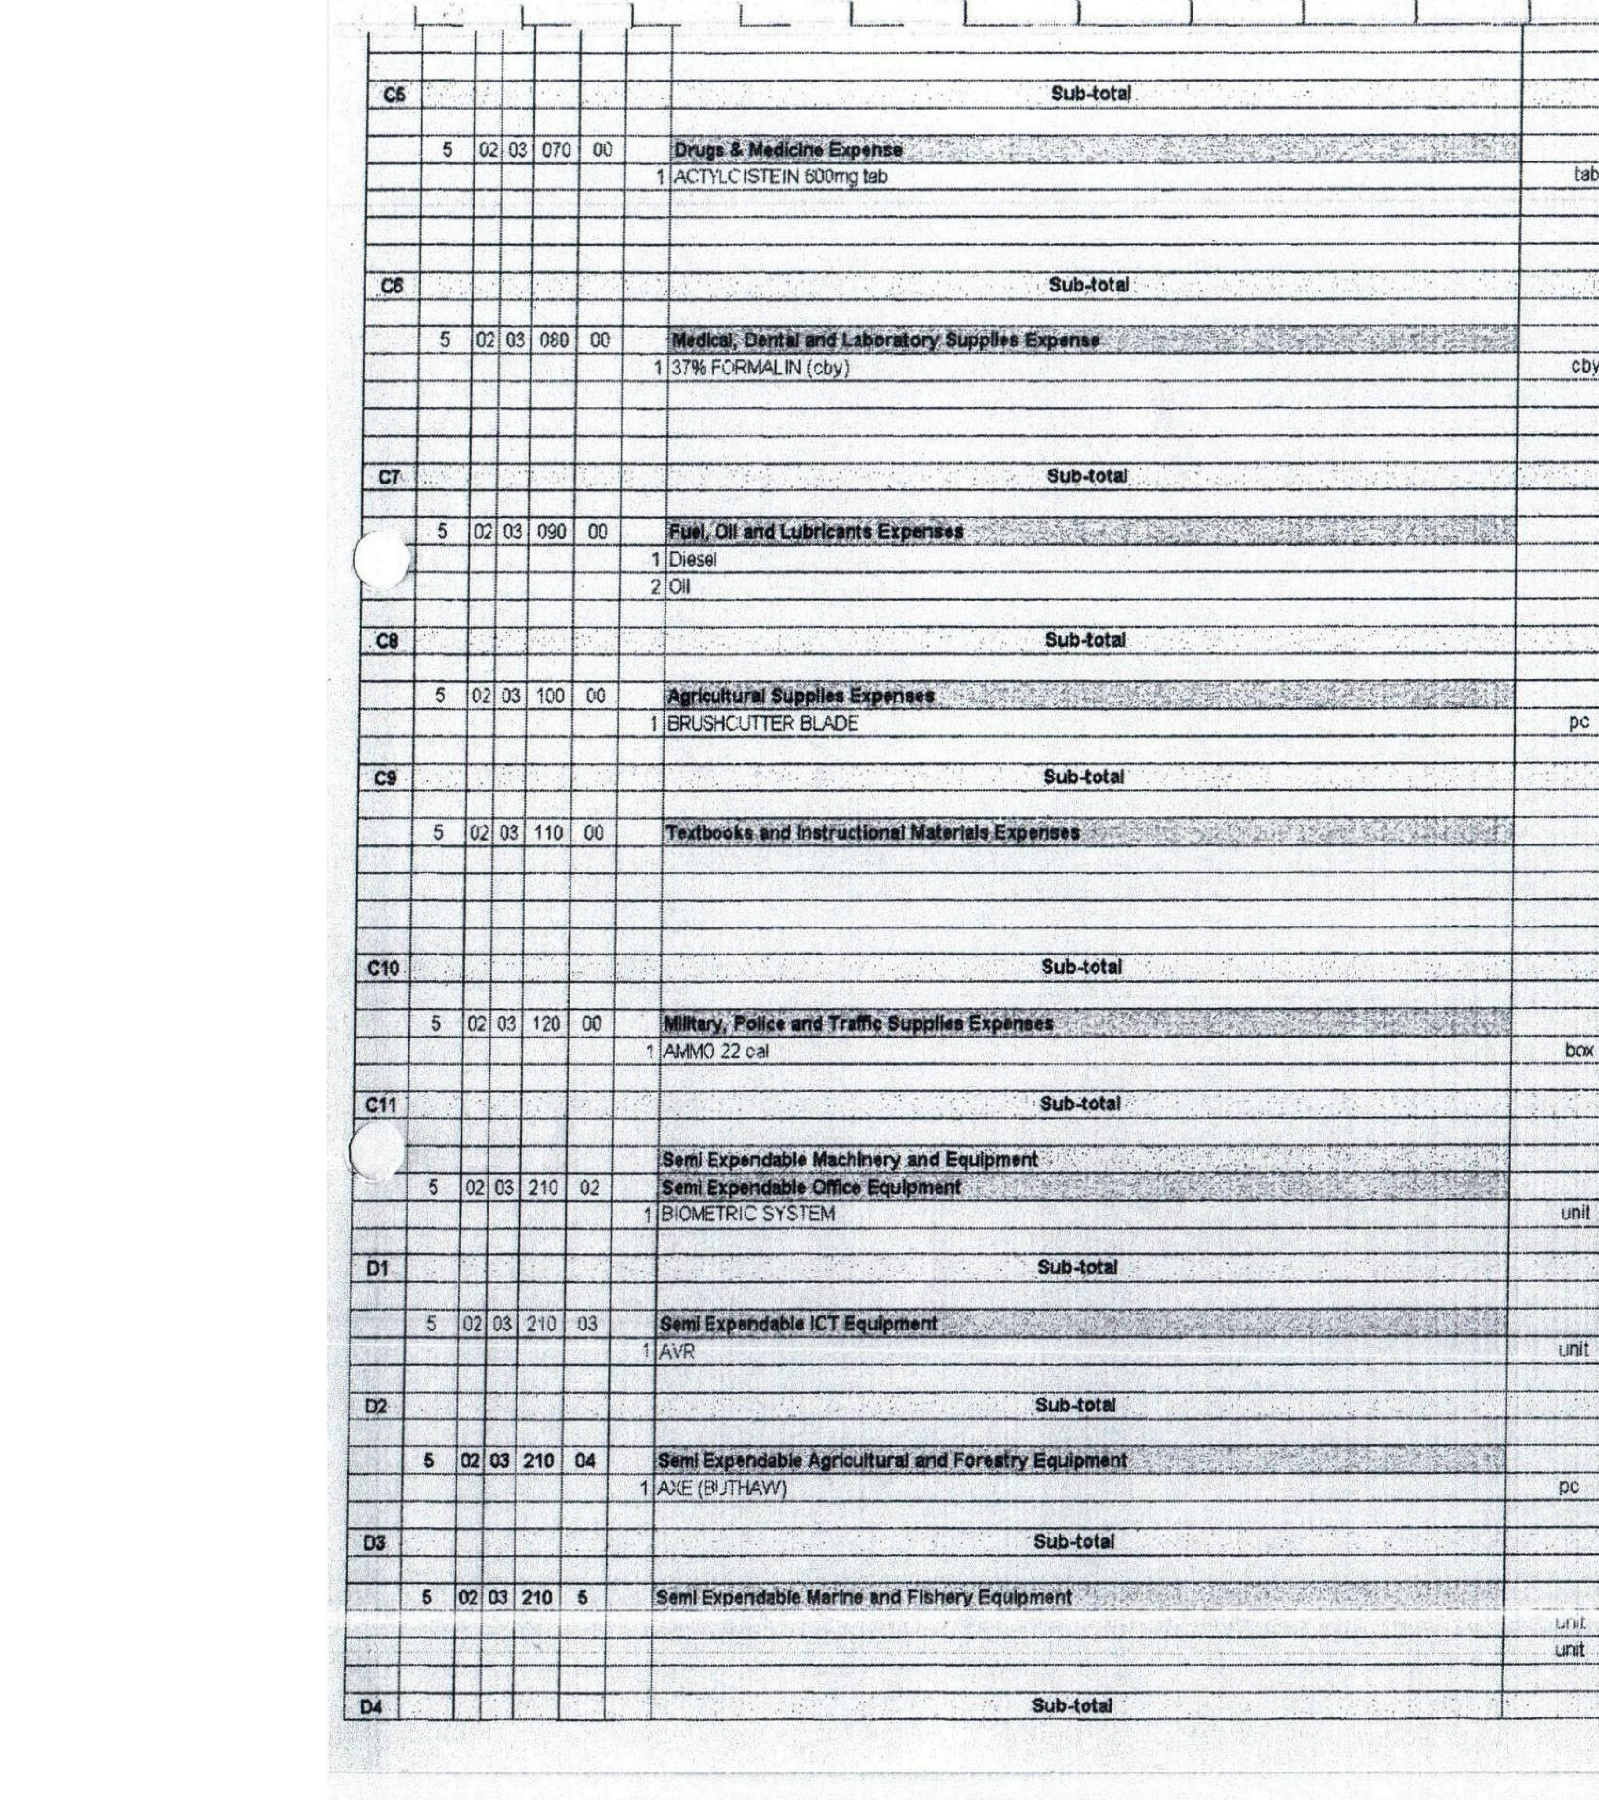 C5 Sub-total
5 02 03 070 00 Drugs & Medicine Expense
1 ACTYLCISTEIN 600mg tab tab
C6 Sub-total
5 02 03 080 00 Medical, Dental and Laboratory Supplies Expense
1 37% FORMALIN (cby) cby
C7 Sub-total
5 02 03 090 00 Fuel, Oil and Lubricants Expenses
1 Diesel
2 Oil
C8 Sub-total
5 02 03 100 00 Agricultural Supplies Expenses
1 BRUSHCUTTER BLADE pc
C9 Sub-total
5 02 03 110 00 Textbooks and Instructional Materials Expenses
C10 Sub-total
5 02 03 120 00 Military, Police and Traffic Supplies Expenses
1 AMMO 22 cal box
C11 Sub-total
Semi Expendable Machinery and Equipment
5 02 03 210 02 Semi Expendable Office Equipment
1 BIOMETRIC SYSTEM unit
D1 Sub-total
5 02 03 210 03 Semi Expendable ICT Equipment
1 AVR unit
D2 Sub-total
5 02 03 210 04 Semi Expendable Agricultural and Forestry Equipment
1 AXE (BUTHAW) pc
D3 Sub-total
5 02 03 210 5 Semi Expendable Marine and Fishery Equipment
unit
unit
D4 Sub-total